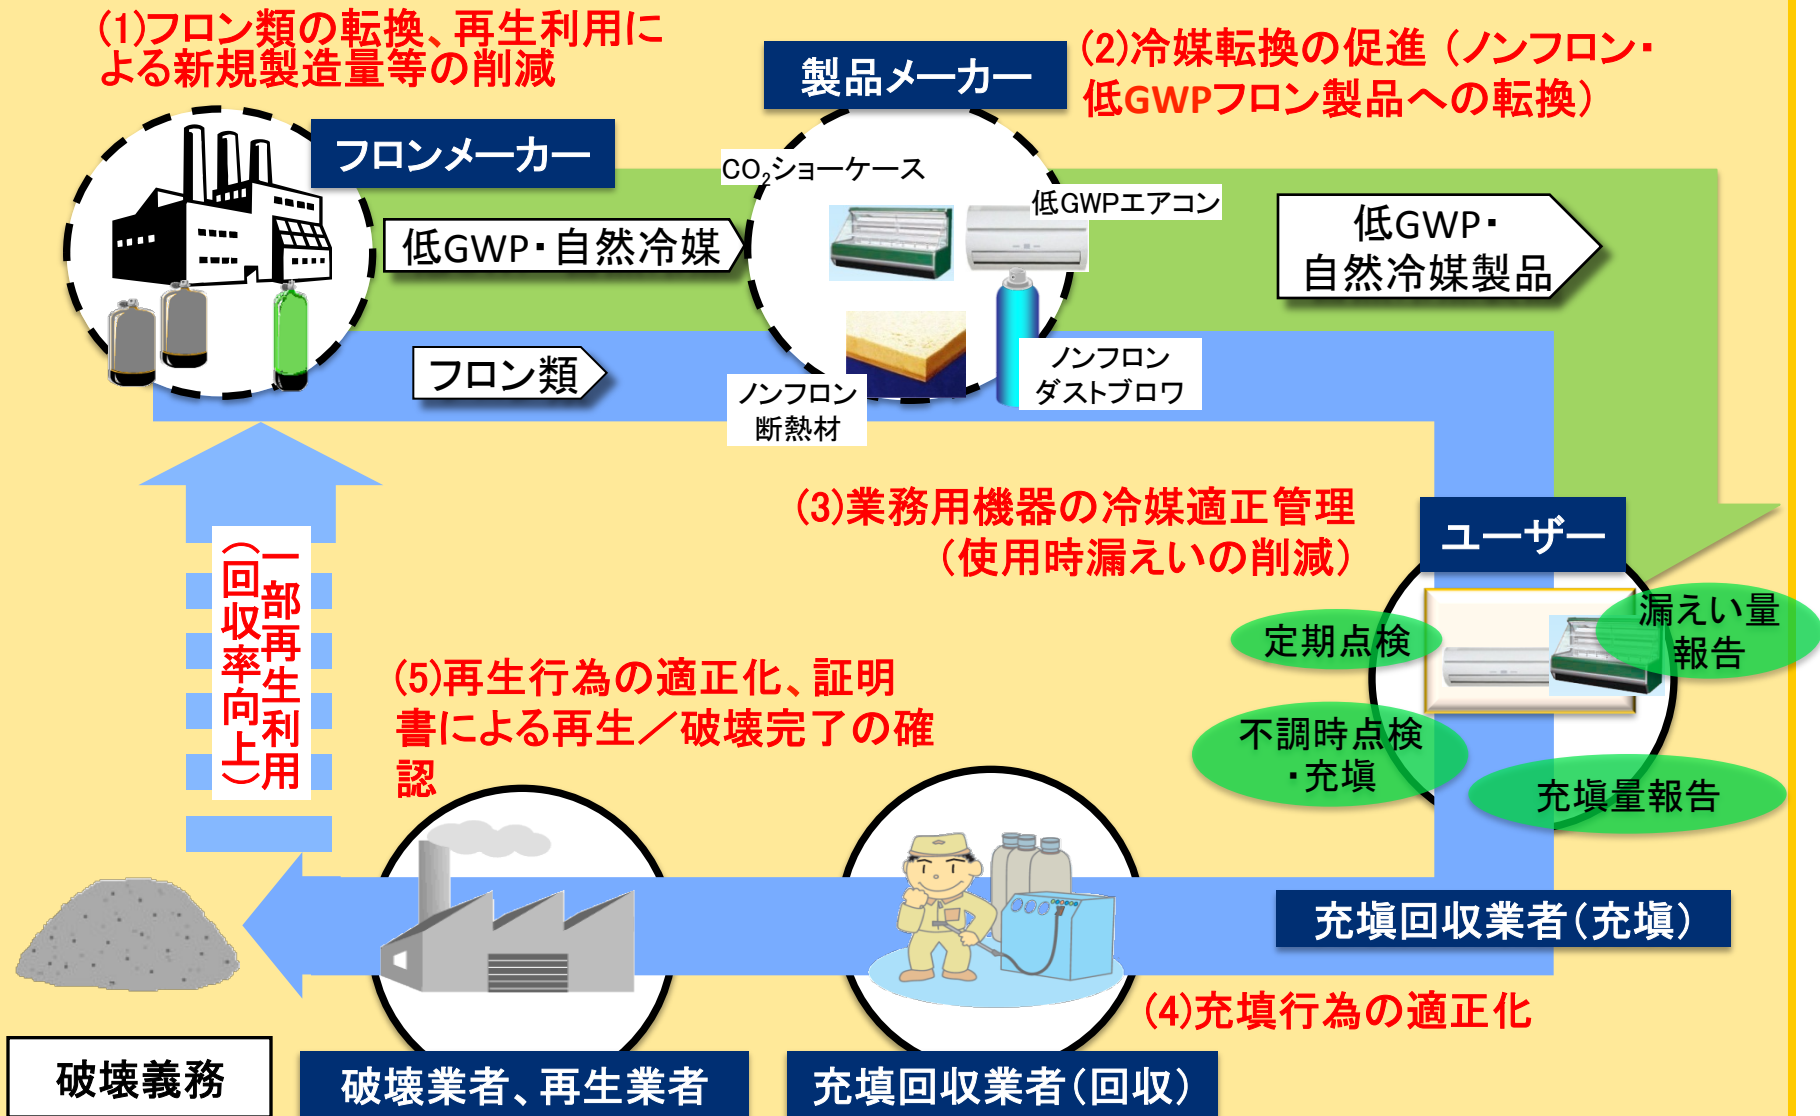 (1)フロン類の転換、再生利用に
よる新規製造量等の削減
製品メーカー
(2)冷媒転換の促進（ノンフロン・
低GWPフロン製品への転換）
フロンメーカー
CO₂ショーケース
低GWPエアコン
低GWP・自然冷媒
低GWP・
自然冷媒製品
フロン類
ノンフロン
断熱材
ノンフロン
ダストブロワ
(3)業務用機器の冷媒適正管理
（使用時漏えいの削減）
ユーザー
定期点検
漏えい量
報告
不調時点検
・充塡
充塡量報告
一部再生利用
（回収率向上）
(5)再生行為の適正化、証明
書による再生／破壊完了の確
認
充塡回収業者（充塡）
(4)充塡行為の適正化
破壊義務
破壊業者、再生業者
充塡回収業者（回収）